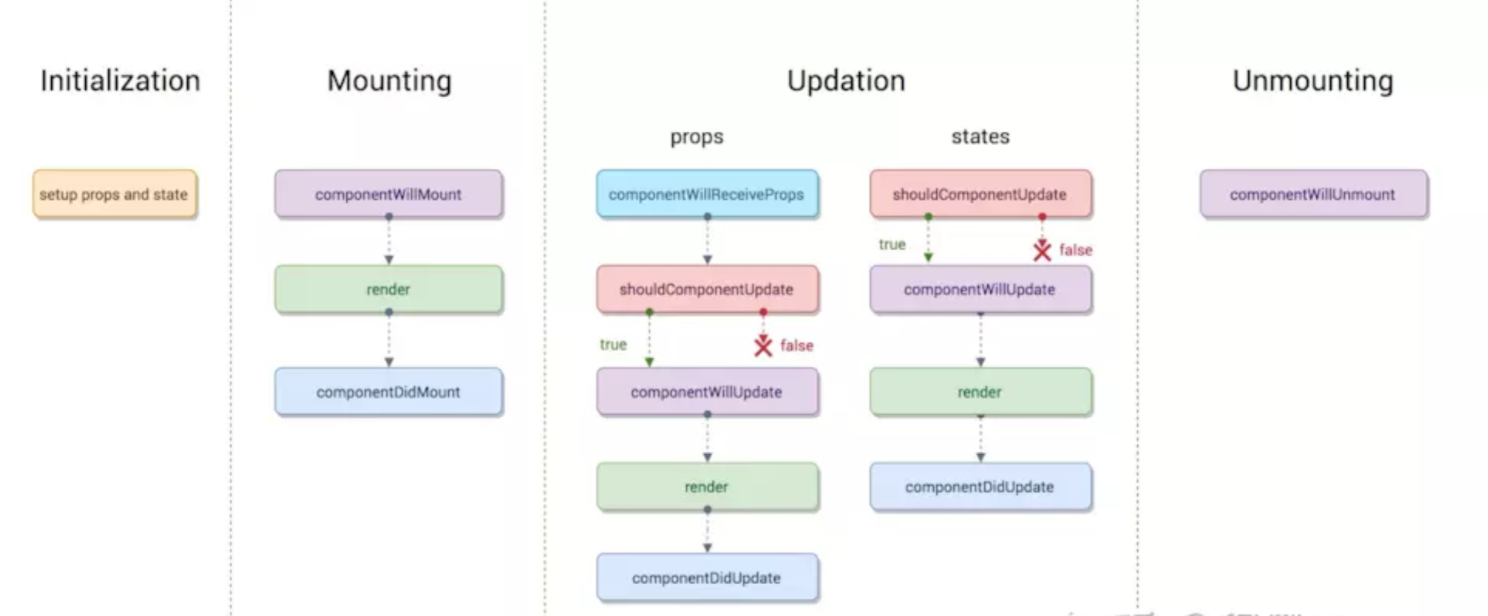 Initialization
Mounting
Updation
Unmounting
props
states
setup props and state
componentWillMount
render
componentDidMount
componentWillReceiveProps
shouldComponentUpdate
true
false
componentWillUpdate
render
componentDidUpdate
shouldComponentUpdate
true
false
componentWillUpdate
render
componentDidUpdate
componentWillUnmount